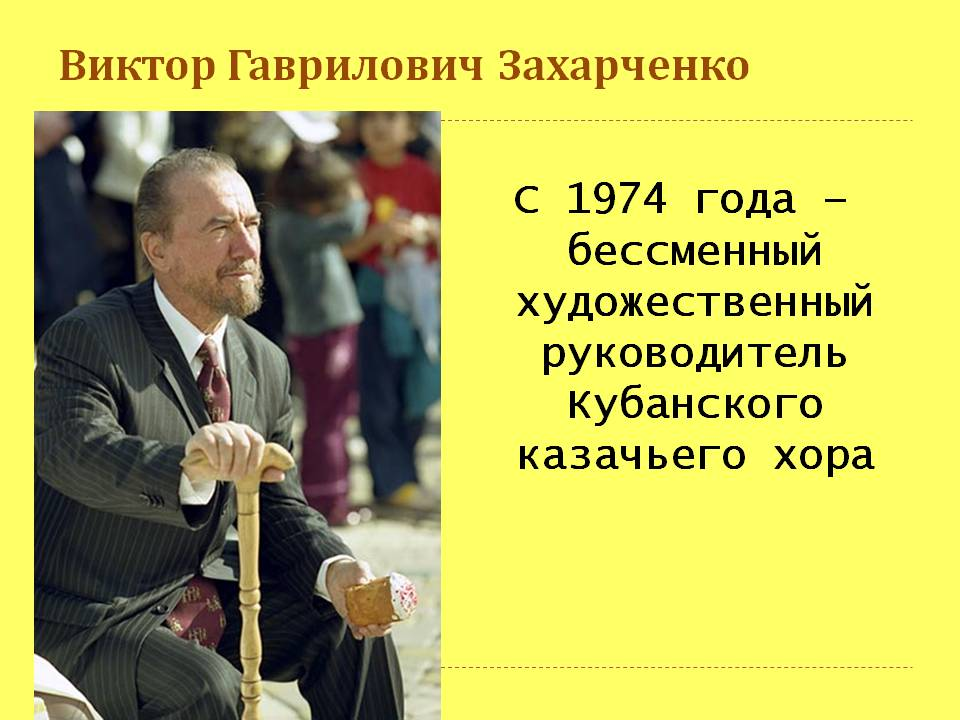 Виктор Гаврилович Захарченко
С 1974 года –
бессменный
художественный
руководитель
Кубанского
казачьего хора